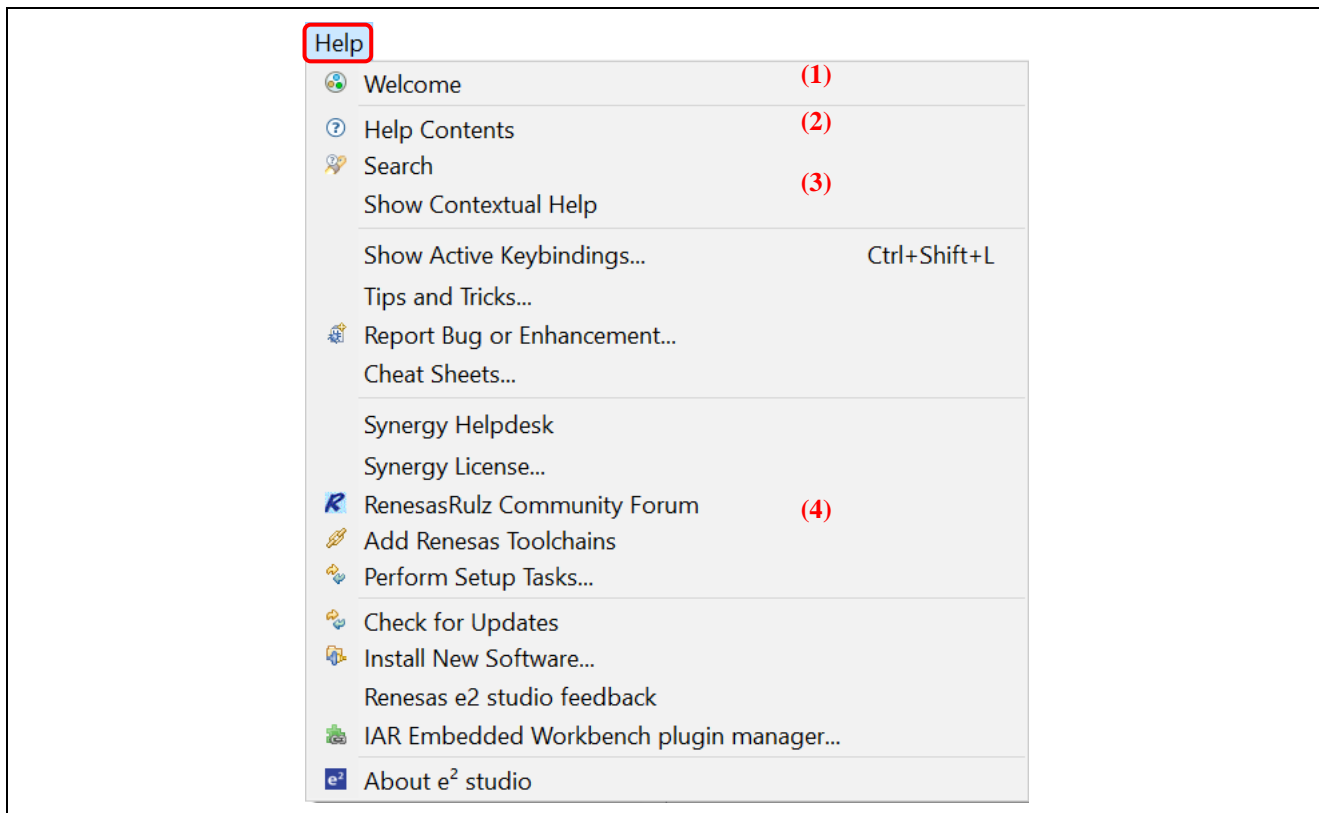 Help
Welcome (1)
Help Contents (2)
Search
(3)
Show Contextual Help
Show Active Keybindings... Ctrl+Shift+L
Tips and Tricks...
Report Bug or Enhancement...
Cheat Sheets...
Synergy Helpdesk
Synergy License...
RenesasRulz Community Forum (4)
Add Renesas Toolchains
Perform Setup Tasks...
Check for Updates
Install New Software...
Renesas e2 studio feedback
IAR Embedded Workbench plugin manager...
e² About e² studio